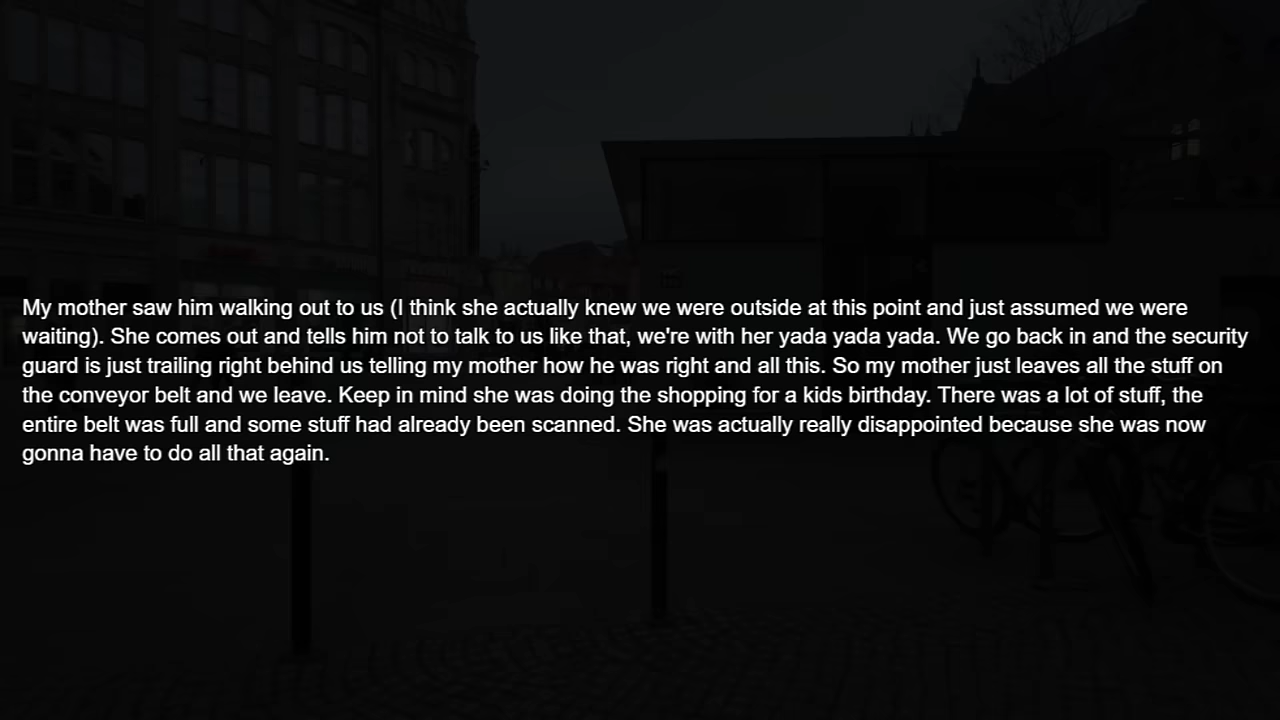 My mother saw him walking out to us (I think she actually knew we were outside at this point and just assumed we were
waiting). She comes out and tells him not to talk to us like that, we're with her yada yada yada. We go back in and the security
guard is just trailing right behind us telling my mother how he was right and all this. So my mother just leaves all the stuff on
the conveyor belt and we leave. Keep in mind she was doing the shopping for a kids birthday. There was a lot of stuff, the
entire belt was full and some stuff had already been scanned. She was actually really disappointed because she was now
gonna have to do all that again.